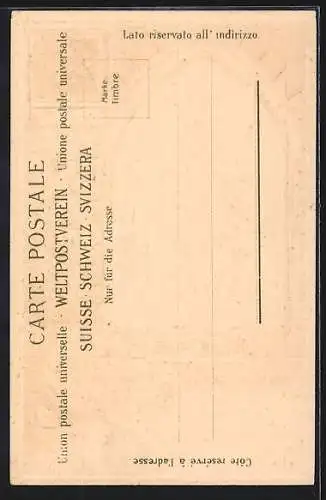 CARTE POSTALE
Union postale universelle · WELTPOSTVEREIN · Unione postale universale
SUISSE · SCHWEIZ · SVIZZERA
Nur für die Adresse
Marke
Timbre
Lato riservato all' indirizzo
Côté réservé à l'adresse